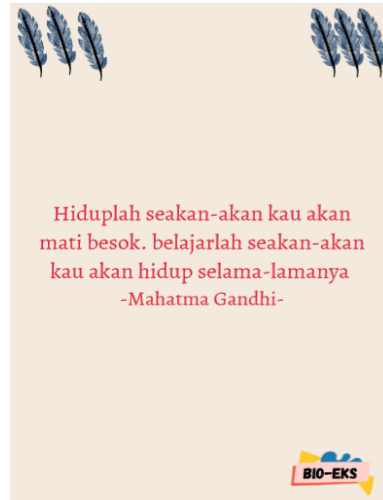 Hiduplah seakan-akan kau akan
mati besok. belajarlah seakan-akan
kau akan hidup selama-lamanya
-Mahatma Gandhi-
BIO-EKS